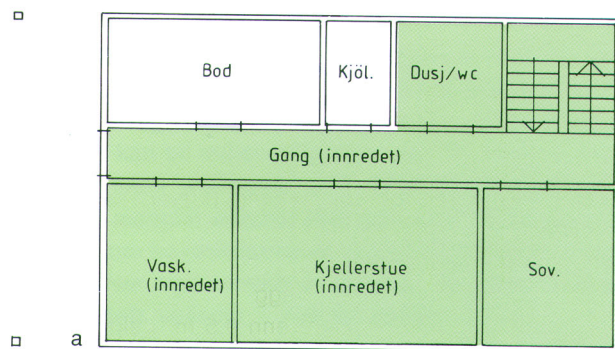 Bod
Kjöl.
Dusj/wc
Gang (innredet)
Vask.
(innredet)
Kjellerstue
(innredet)
Sov.
a